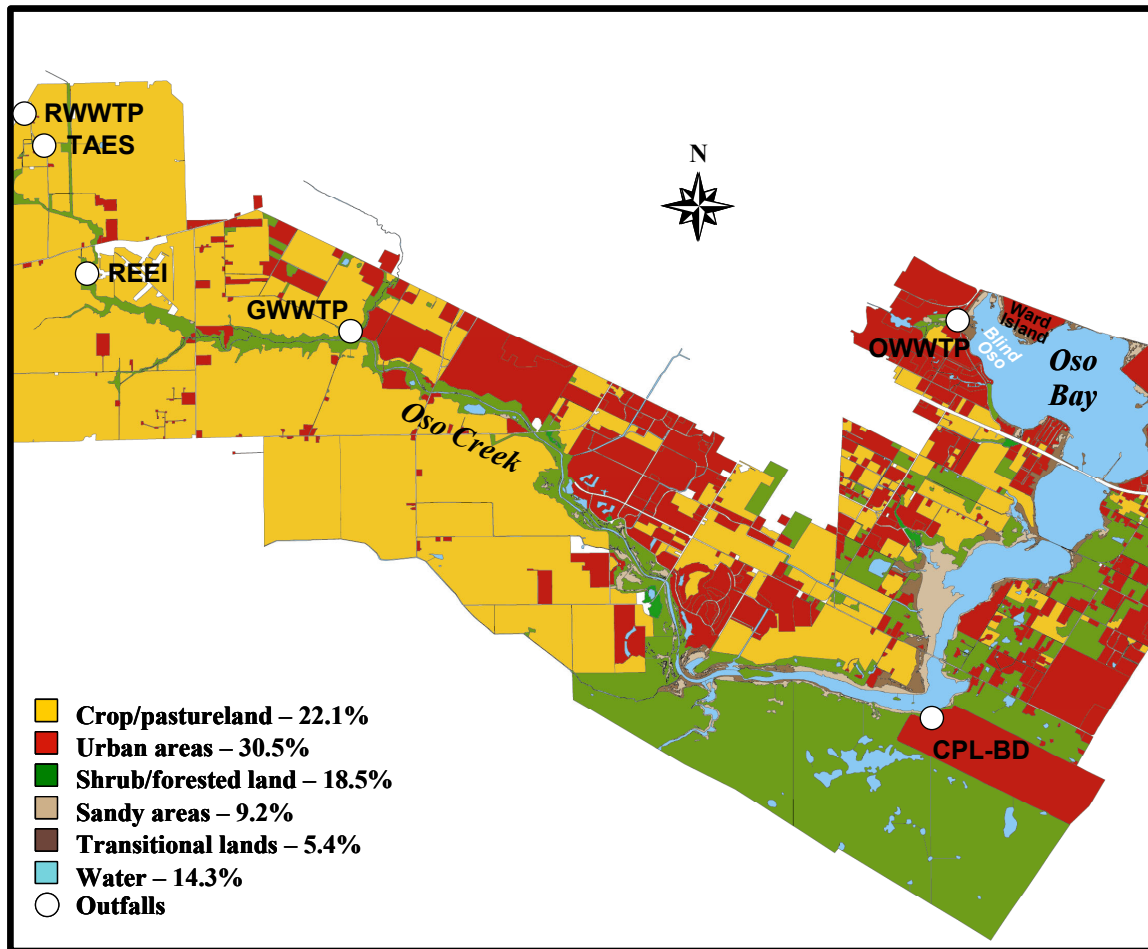 RWWTP
TAES
N
REEI
GWWTP
OWWTP
Ward
Island
Blind
Oso
Oso
Bay
Oso Creek
CPL-BD
Crop/pastureland – 22.1%
Urban areas – 30.5%
Shrub/forested land – 18.5%
Sandy areas – 9.2%
Transitional lands – 5.4%
Water – 14.3%
Outfalls